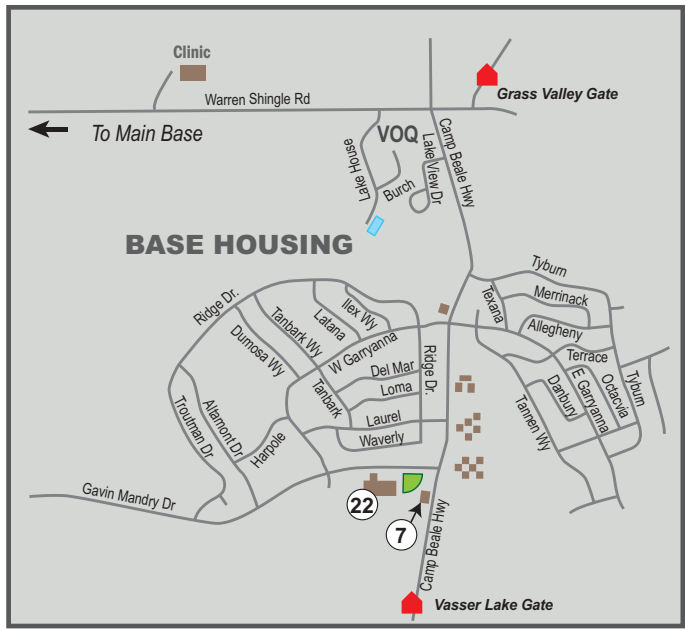 Clinic
Grass Valley Gate
Warren Shingle Rd
To Main Base
VOQ
Lake House
Burch
Lake View Dr
Camp Beale Hwy
BASE HOUSING
Tyburn
Texana
Merrinack
Allegheny
Ridge Dr.
Tanbark Wy
Latana
Ilex Wy
Dumosa Wy
W Garryanna
Ridge Dr.
Terrace
Del Mar
Loma
Tanbark
Laurel
Waverly
Danbury
E Garryanna
Octacvia
Tyburn
Tannen Wy
Troutman Dr
Altamont Dr
Harpole
Gavin Mandry Dr
22
7
Camp Beale Hwy
Vasser Lake Gate